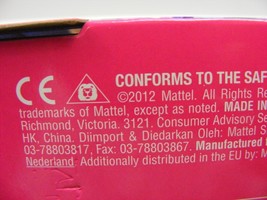 CE
CONFORMS TO THE SAF
©2012 Mattel. All Rights Re
trademarks of Mattel, except as noted. MADE IN
Richmond, Victoria. 3121. Consumer Advisory Se
HK, China. Diimport & Diedarkan Oleh: Mattel S
03-78803817, Fax: 03-78803867. Manufactured
Nederland. Additionally distributed in the EU by: M